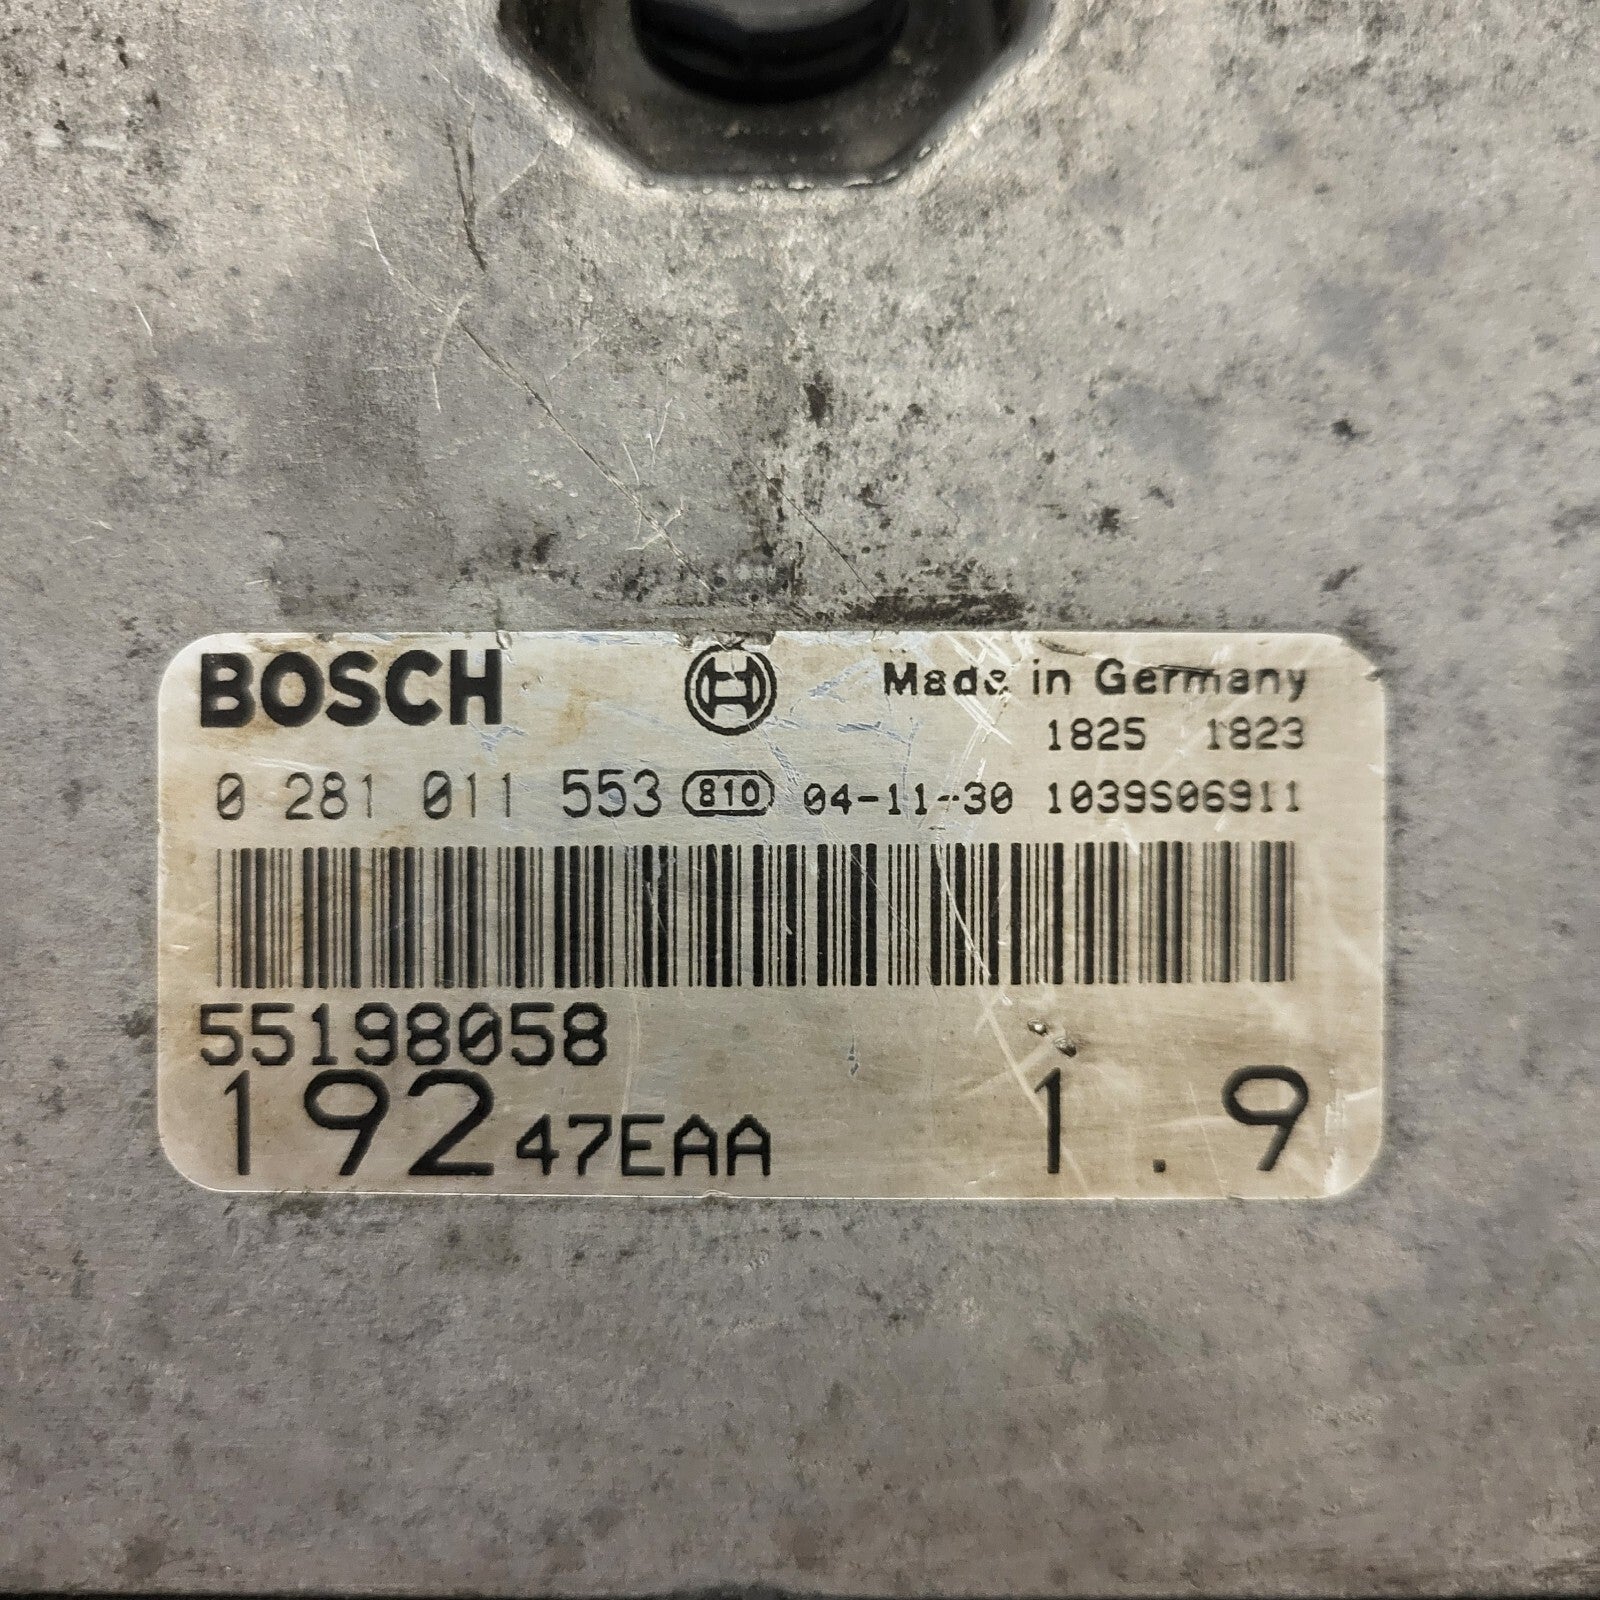 BOSCH Made in Germany
1825 1823
0 281 011 553 810 04-11-30 1039S06911
55198058
192 47EAA 1.9